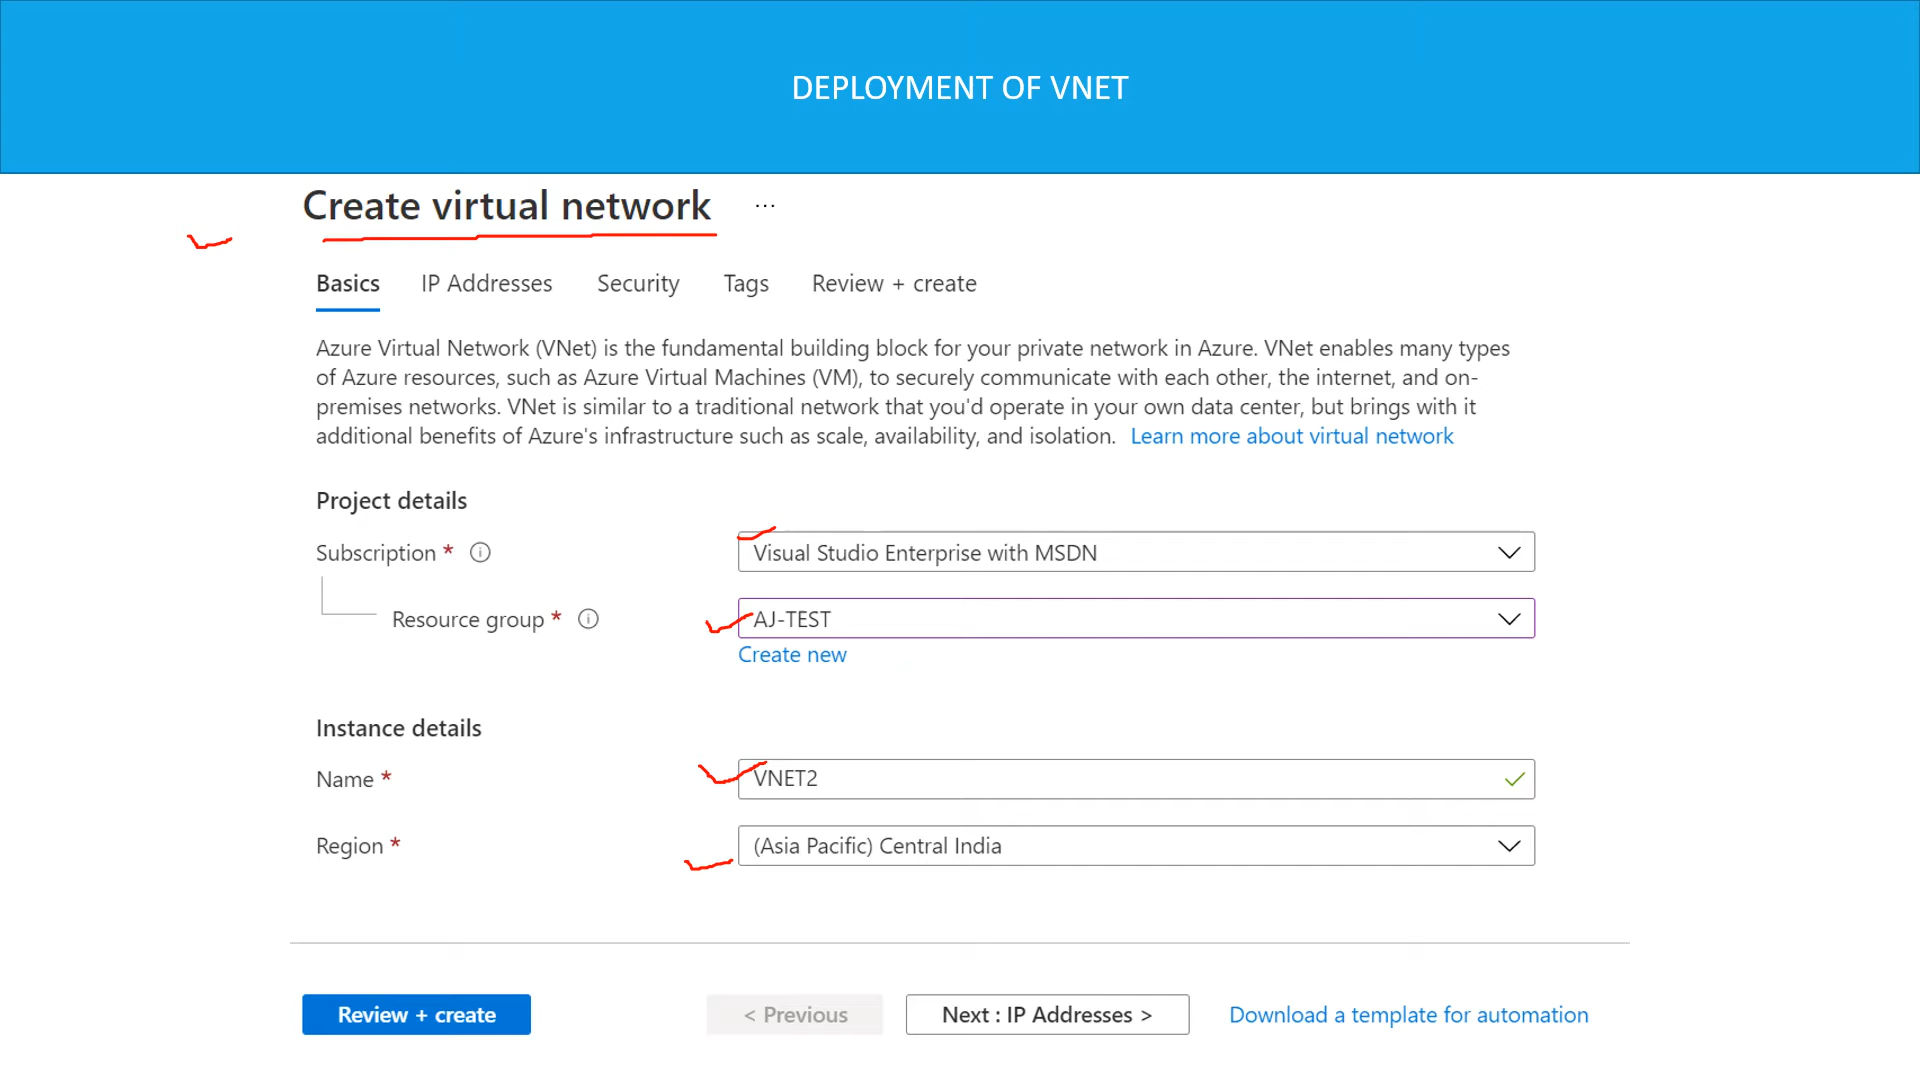 DEPLOYMENT OF VNET
Create virtual network ...
Basics IP Addresses Security Tags Review + create
Azure Virtual Network (VNet) is the fundamental building block for your private network in Azure. VNet enables many types
of Azure resources, such as Azure Virtual Machines (VM), to securely communicate with each other, the internet, and on-
premises networks. VNet is similar to a traditional network that you'd operate in your own data center, but brings with it
additional benefits of Azure's infrastructure such as scale, availability, and isolation. Learn more about virtual network
Project details
Subscription * Visual Studio Enterprise with MSDN
Resource group * AJ-TEST
Create new
Instance details
Name * VNET2
Region * (Asia Pacific) Central India
Review + create < Previous Next : IP Addresses > Download a template for automation